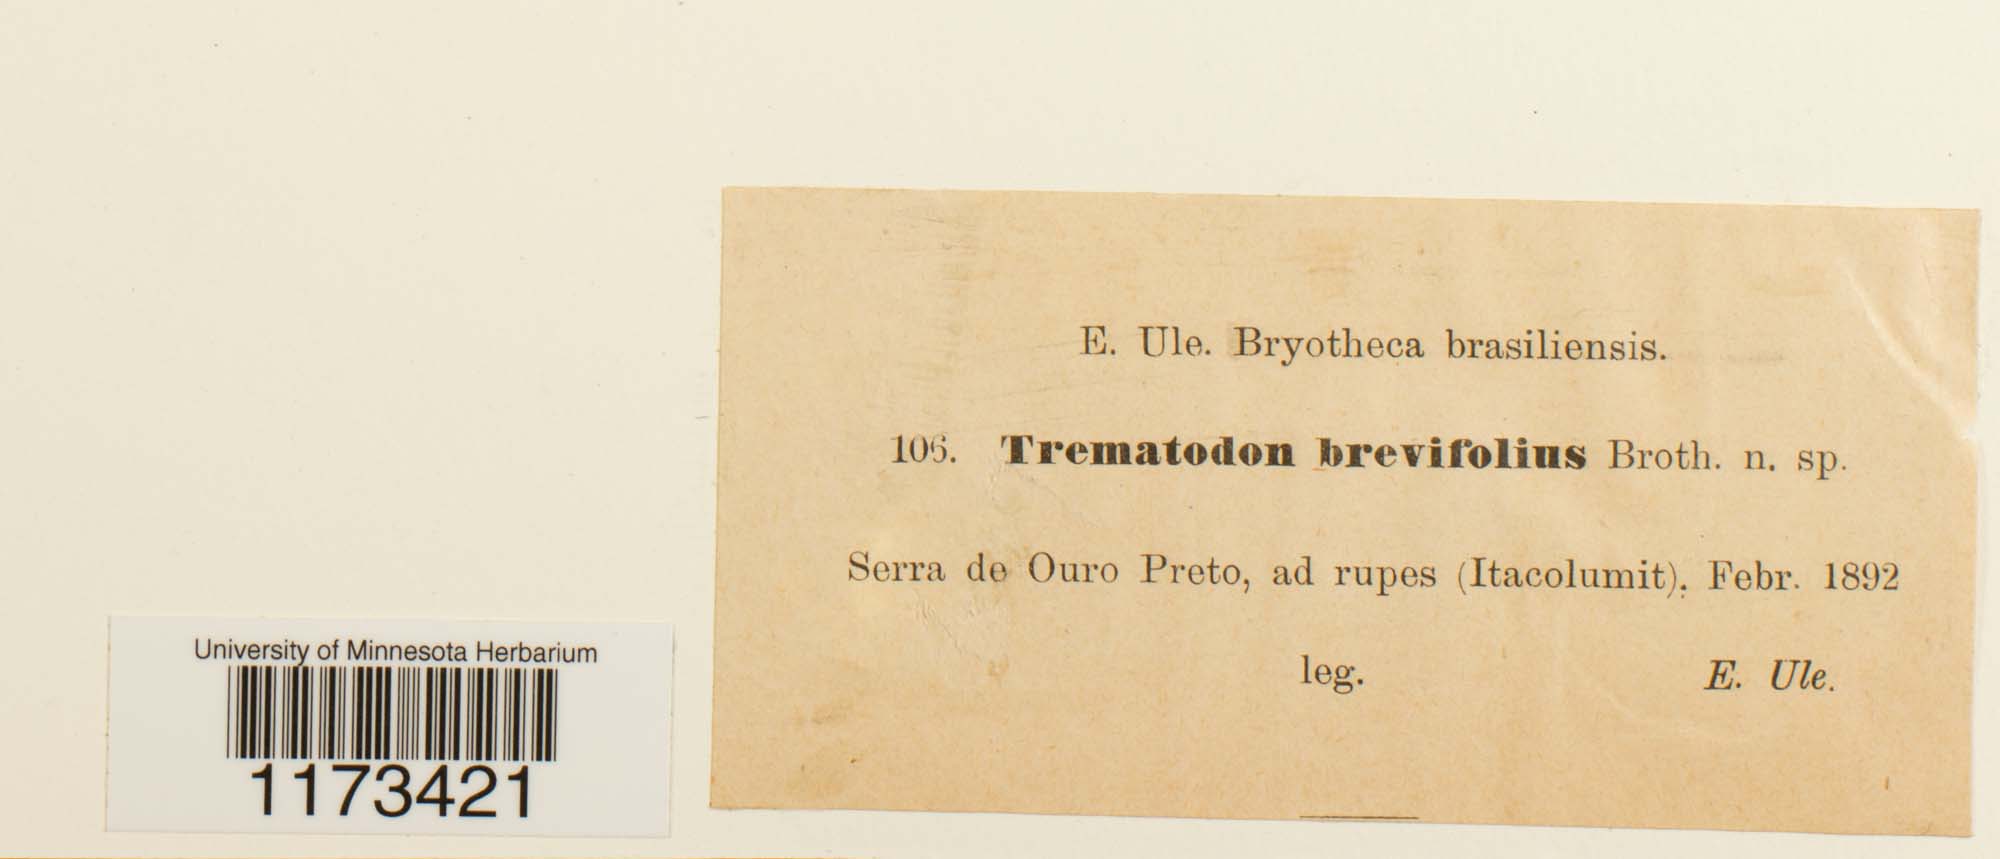 E. Ule. Bryotheca brasiliensis.
106. Trematodon brevifolius Broth. n. sp.
Serra de Ouro Preto, ad rupes (Itacolumit). Febr. 1892
leg. E. Ule.
University of Minnesota Herbarium
1173421